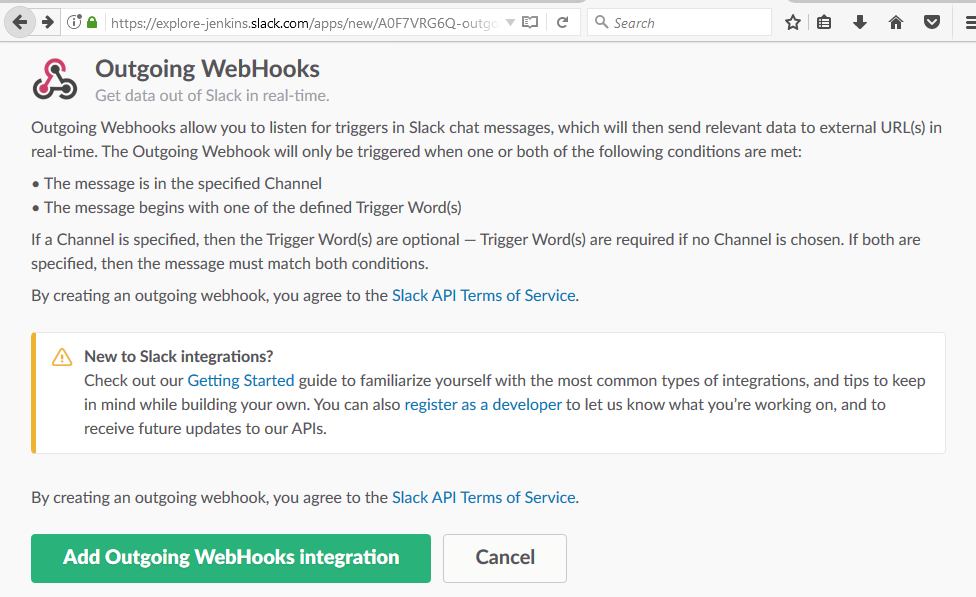 https://explore-jenkins.slack.com/apps/new/A0F7VRG6Q-outgo
Search
Outgoing WebHooks
Get data out of Slack in real-time.
Outgoing Webhooks allow you to listen for triggers in Slack chat messages, which will then send relevant data to external URL(s) in
real-time. The Outgoing Webhook will only be triggered when one or both of the following conditions are met:
• The message is in the specified Channel
• The message begins with one of the defined Trigger Word(s)
If a Channel is specified, then the Trigger Word(s) are optional — Trigger Word(s) are required if no Channel is chosen. If both are
specified, then the message must match both conditions.
By creating an outgoing webhook, you agree to the Slack API Terms of Service.
New to Slack integrations?
Check out our Getting Started guide to familiarize yourself with the most common types of integrations, and tips to keep
in mind while building your own. You can also register as a developer to let us know what you're working on, and to
receive future updates to our APIs.
By creating an outgoing webhook, you agree to the Slack API Terms of Service.
Add Outgoing WebHooks integration
Cancel